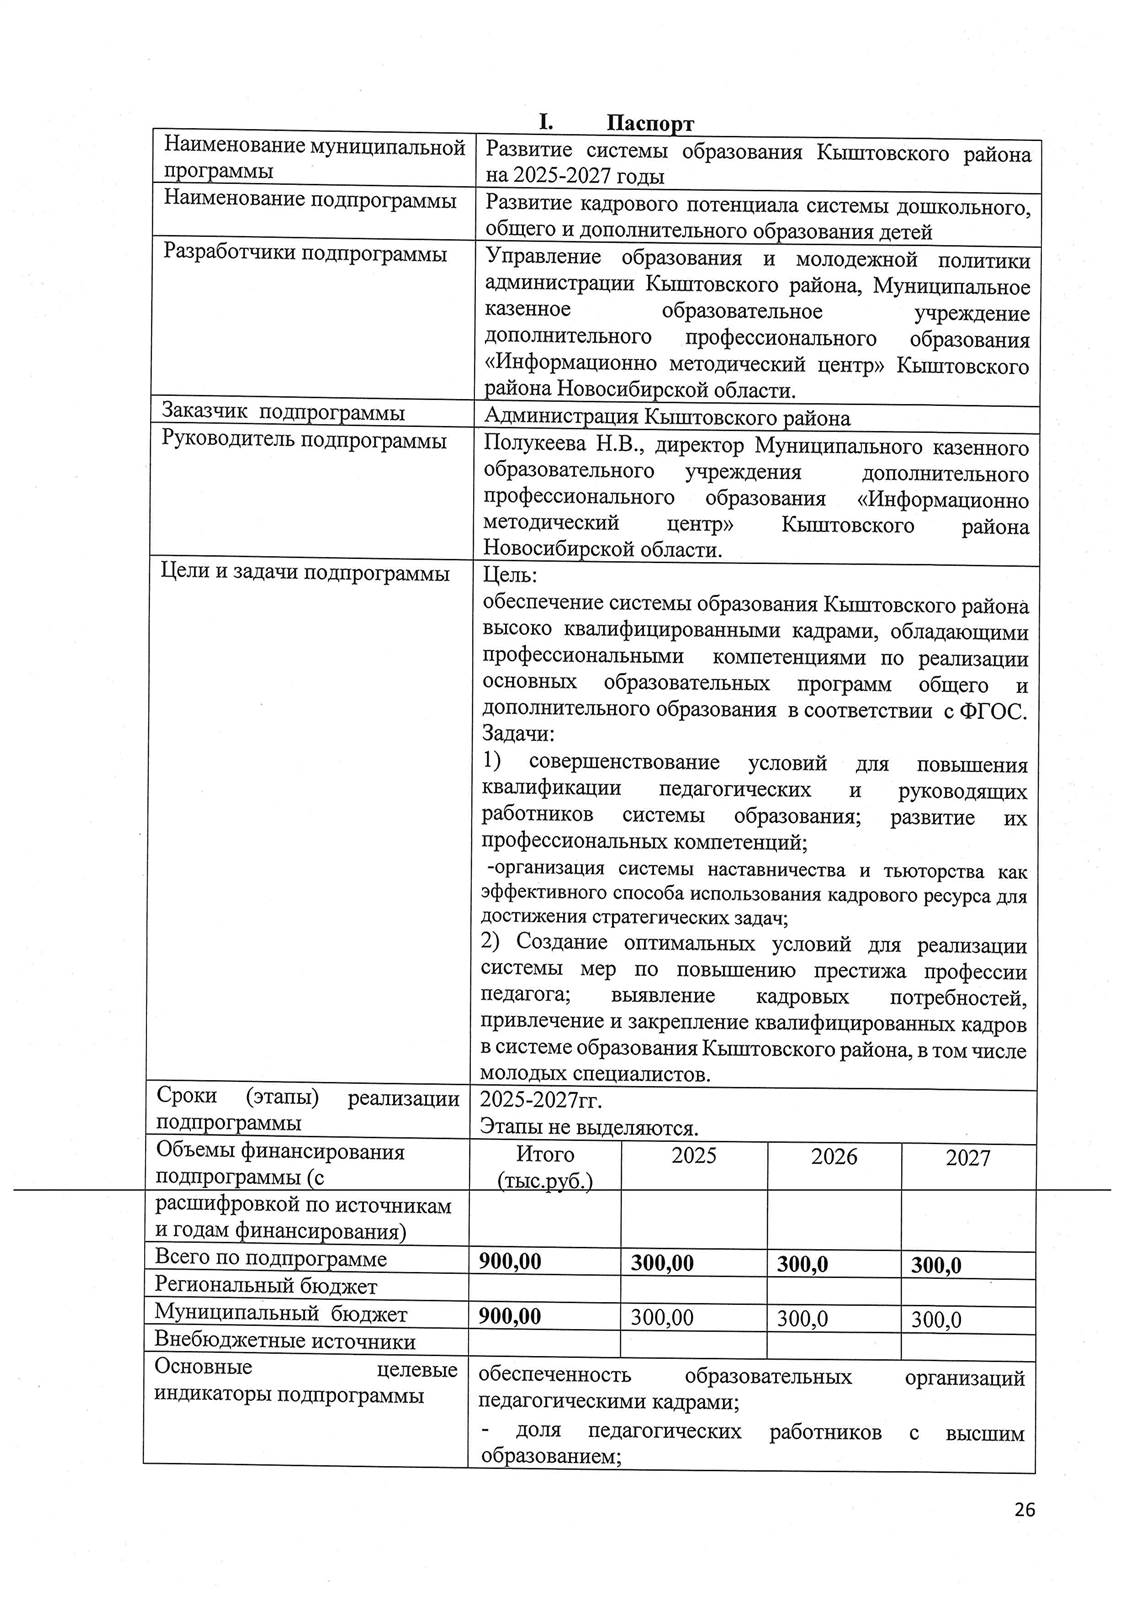 I. Паспорт
Наименование муниципальной
программы
Развитие системы образования Кыштовского района
на 2025-2027 годы
Наименование подпрограммы
Развитие кадрового потенциала системы дошкольного,
общего и дополнительного образования детей
Разработчики подпрограммы
Управление образования и молодежной политики
администрации Кыштовского района, Муниципальное
казенное образовательное учреждение
дополнительного профессионального образования
«Информационно методический центр» Кыштовского
района Новосибирской области.
Заказчик подпрограммы
Администрация Кыштовского района
Руководитель подпрограммы
Полукеева Н.В., директор Муниципального казенного
образовательного учреждения дополнительного
профессионального образования «Информационно
методический центр» Кыштовского района
Новосибирской области.
Цели и задачи подпрограммы
Цель:
обеспечение системы образования Кыштовского района
высоко квалифицированными кадрами, обладающими
профессиональными компетенциями по реализации
основных образовательных программ общего и
дополнительного образования в соответствии с ФГОС.
Задачи:
1) совершенствование условий для повышения
квалификации педагогических и руководящих
работников системы образования; развитие их
профессиональных компетенций;
-организация системы наставничества и тьюторства как
эффективного способа использования кадрового ресурса для
достижения стратегических задач;
2) Создание оптимальных условий для реализации
системы мер по повышению престижа профессии
педагога; выявление кадровых потребностей,
привлечение и закрепление квалифицированных кадров
в системе образования Кыштовского района, в том числе
молодых специалистов.
Сроки (этапы) реализации
подпрограммы
2025-2027гг.
Этапы не выделяются.
Объемы финансирования
подпрограммы (с
расшифровкой по источникам
и годам финансирования)
Итого
(тыс.руб.)
2025
2026
2027
Всего по подпрограмме 900,00 300,00 300,0 300,0
Региональный бюджет
Муниципальный бюджет 900,00 300,00 300,0 300,0
Внебюджетные источники
Основные целевые
индикаторы подпрограммы
обеспеченность образовательных организаций
педагогическими кадрами;
- доля педагогических работников с высшим
образованием;
26